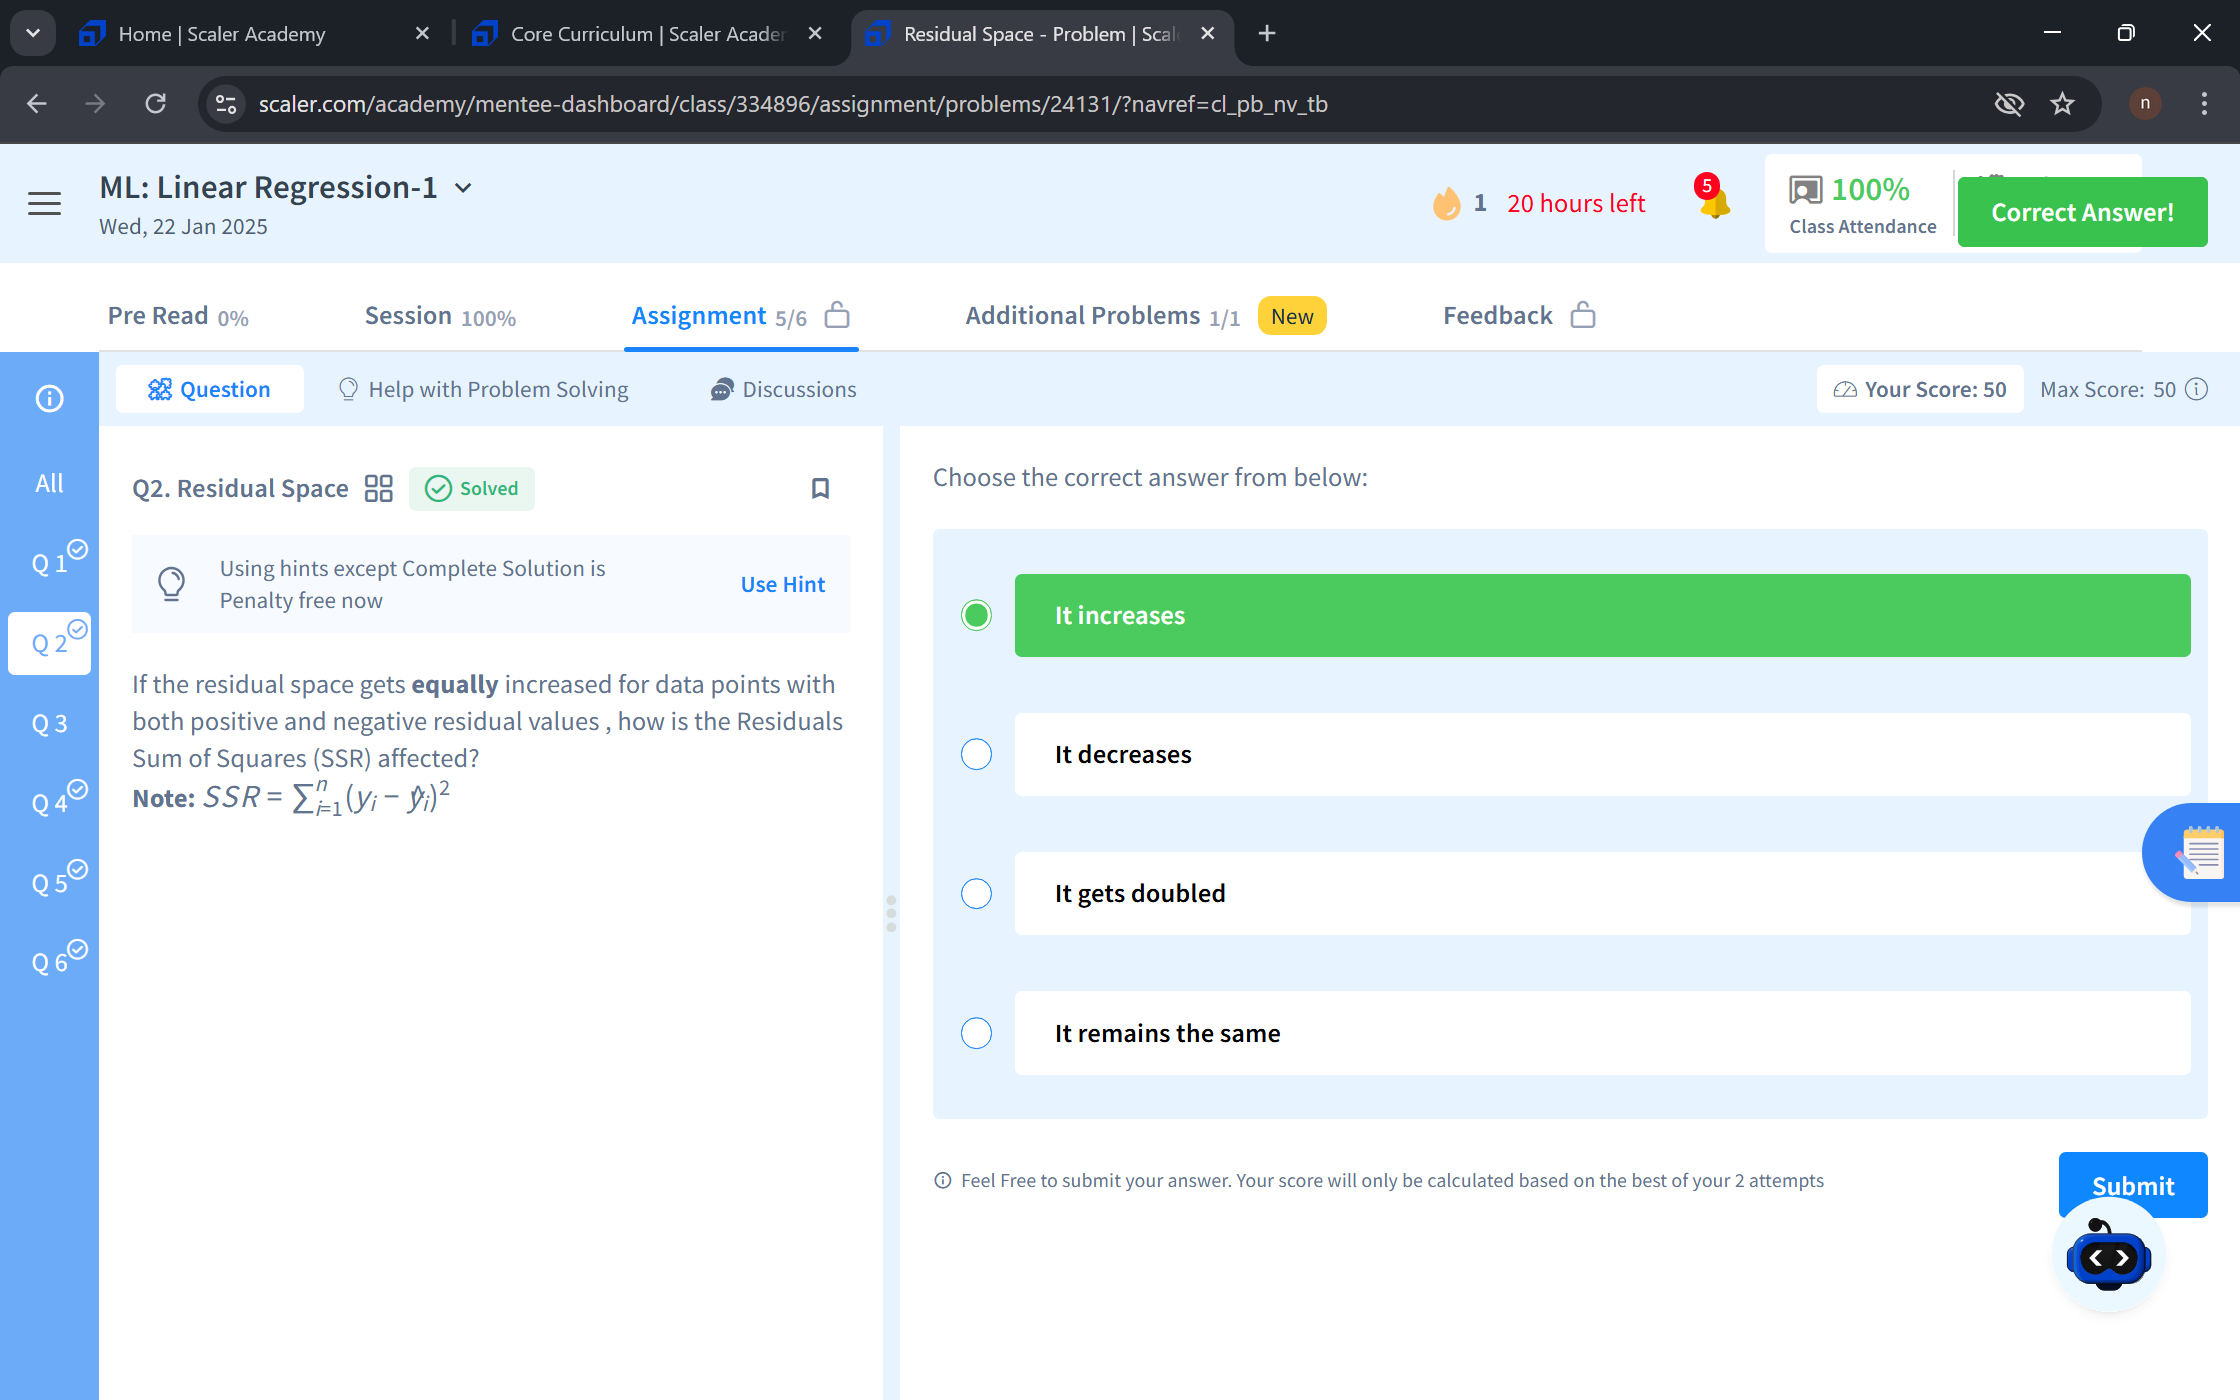 Home | Scaler Academy
Core Curriculum | Scaler Acader
Residual Space - Problem | Scal
scaler.com/academy/mentee-dashboard/class/334896/assignment/problems/24131/?navref=cl_pb_nv_tb
n
ML: Linear Regression-1
Wed, 22 Jan 2025
1 20 hours left
5
100%
Class Attendance
Correct Answer!
Pre Read 0%
Session 100%
Assignment 5/6
Additional Problems 1/1 New
Feedback
Question
Help with Problem Solving
Discussions
Your Score: 50
Max Score: 50
All
Q 1
Q 2
Q 3
Q 4
Q 5
Q 6
Q2. Residual Space
Solved
Using hints except Complete Solution is
Penalty free now
Use Hint
If the residual space gets equally increased for data points with
both positive and negative residual values , how is the Residuals
Sum of Squares (SSR) affected?
Note: SSR = ∑ⁿᵢ₌₁(yᵢ − ŷᵢ)²
Choose the correct answer from below:
It increases
It decreases
It gets doubled
It remains the same
Feel Free to submit your answer. Your score will only be calculated based on the best of your 2 attempts
Submit